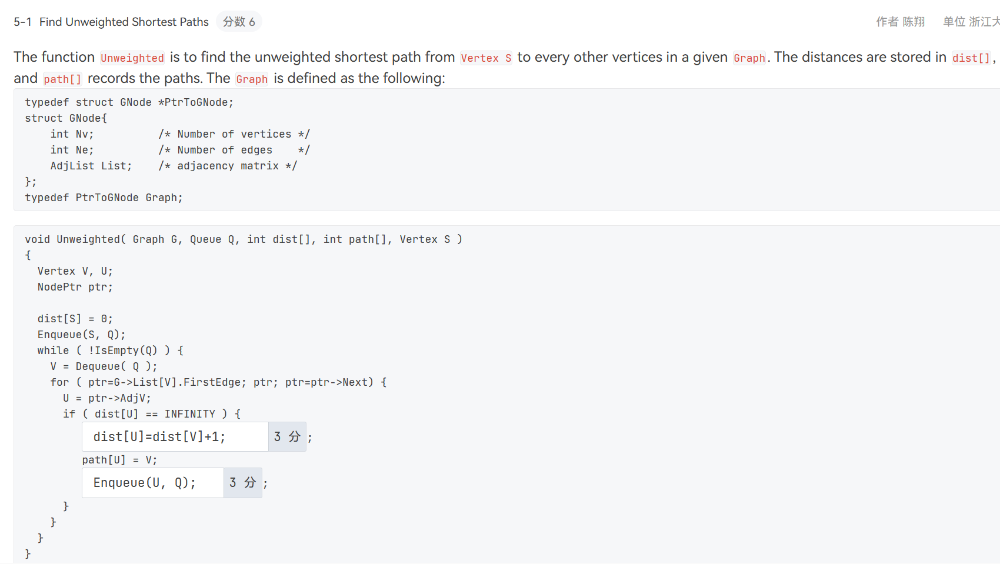 5-1 Find Unweighted Shortest Paths 分数 6 作者 陈翔 单位 浙江大
The function Unweighted is to find the unweighted shortest path from Vertex S to every other vertices in a given Graph. The distances are stored in dist[],
and path[] records the paths. The Graph is defined as the following:
typedef struct GNode *PtrToGNode;
struct GNode{
    int Nv;          /* Number of vertices */
    int Ne;          /* Number of edges    */
    AdjList List;    /* adjacency matrix */
};
typedef PtrToGNode Graph;
void Unweighted( Graph G, Queue Q, int dist[], int path[], Vertex S )
{
  Vertex V, U;
  NodePtr ptr;
  dist[S] = 0;
  Enqueue(S, Q);
  while ( !IsEmpty(Q) ) {
    V = Dequeue( Q );
    for ( ptr=G->List[V].FirstEdge; ptr; ptr=ptr->Next) {
      U = ptr->AdjV;
      if ( dist[U] == INFINITY ) {
         dist[U]=dist[V]+1; 3 分 ;
         path[U] = V;
         Enqueue(U, Q); 3 分 ;
      }
    }
  }
}